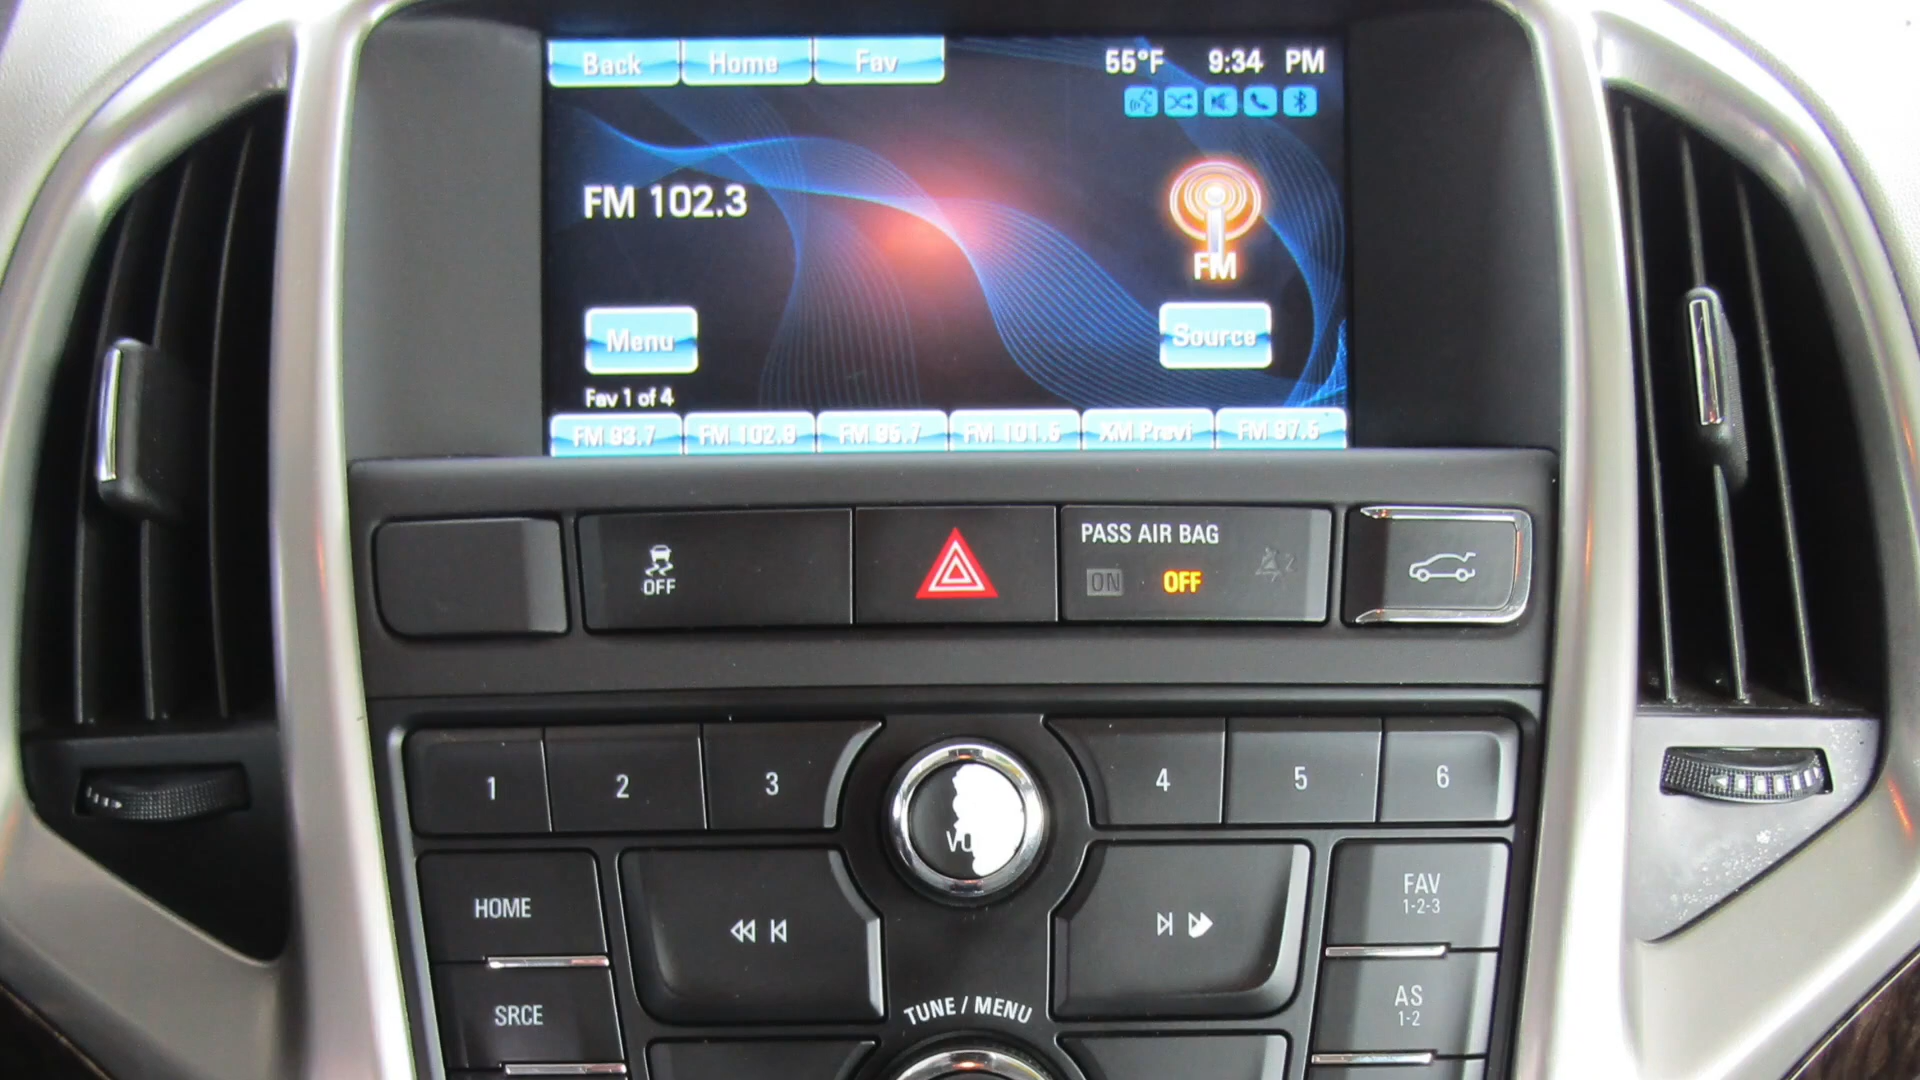 Back Home Fav 55°F 9:34 PM
FM 102.3
FM
Menu Source
Fav 1 of 4
FM 93.7 FM 102.9 FM 95.7 FM 101.5 XM Previ FM 97.5
PASS AIR BAG
OFF ON OFF
1 2 3 4 5 6
HOME FAV
1-2-3
TUNE / MENU
SRCE AS
1-2